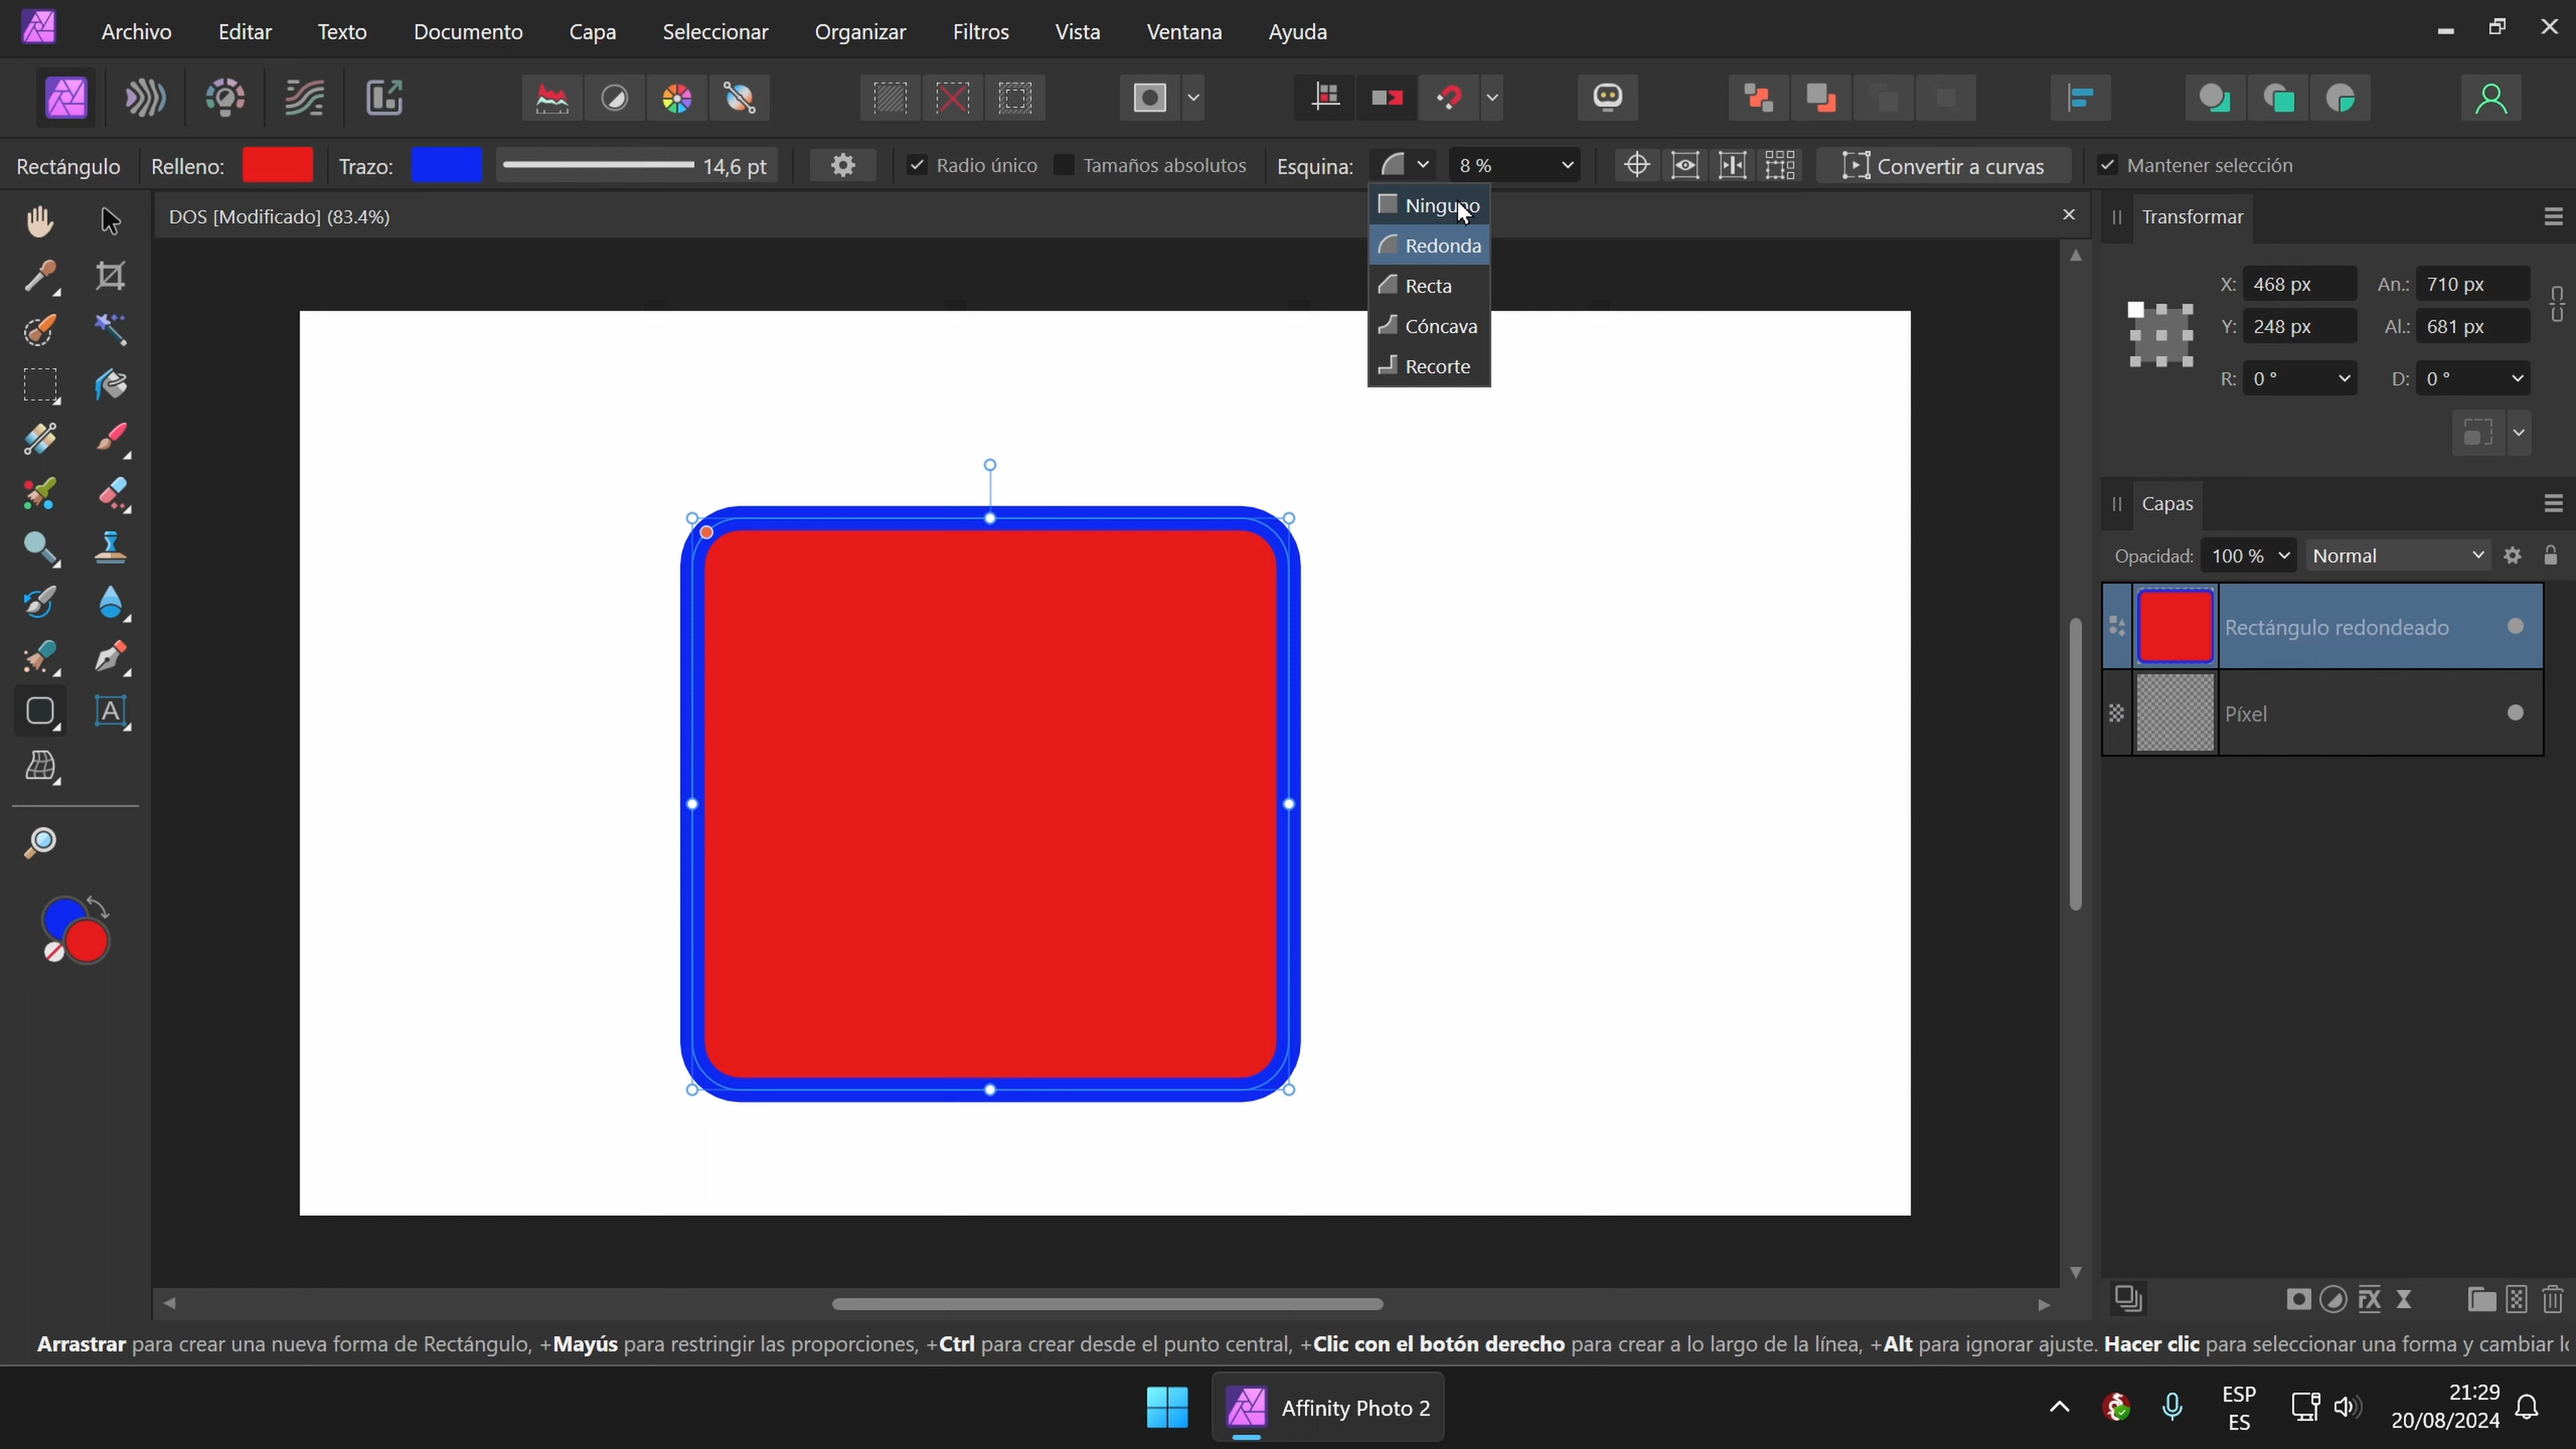 Archivo Editar Texto Documento Capa Seleccionar Organizar Filtros Vista Ventana Ayuda
Rectángulo Relleno: Trazo: 14,6 pt Radio único Tamaños absolutos Esquina: 8 % Convertir a curvas Mantener selección
DOS [Modificado] (83.4%)
Ninguno
Redonda
Recta
Cóncava
Recorte
Transformar
X: 468 px An.: 710 px
Y: 248 px Al.: 681 px
R: 0 ° D: 0 °
Capas
Opacidad: 100 % Normal
Rectángulo redondeado
Píxel
A
Arrastrar para crear una nueva forma de Rectángulo, +Mayús para restringir las proporciones, +Ctrl para crear desde el punto central, +Clic con el botón derecho para crear a lo largo de la línea, +Alt para ignorar ajuste. Hacer clic para seleccionar una forma y cambiar
Affinity Photo 2
ESP
ES
21:29
20/08/2024